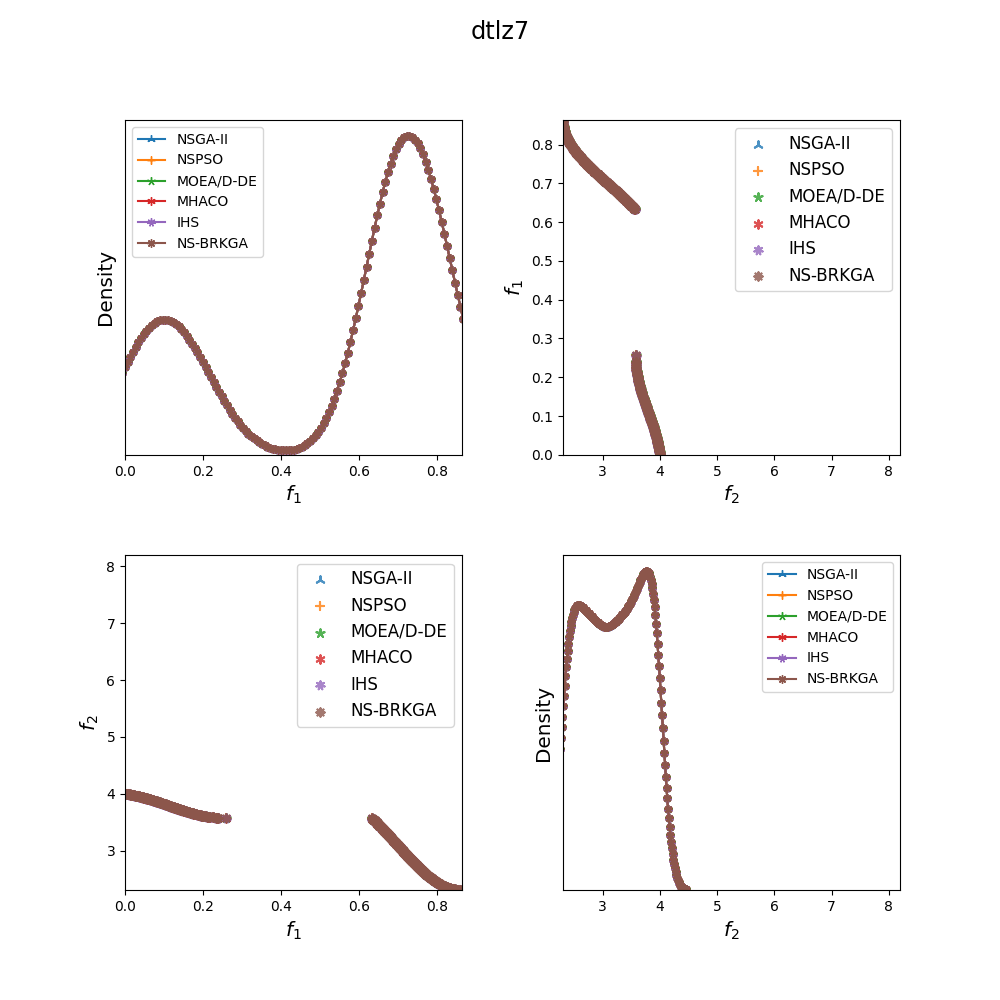 dtlz7
NSGA-II
NSPSO
MOEA/D-DE
MHACO
IHS
NS-BRKGA
Density
0.0 0.2 0.4 0.6 0.8
f1
NSGA-II
NSPSO
MOEA/D-DE
MHACO
IHS
NS-BRKGA
f1
0.8
0.7
0.6
0.5
0.4
0.3
0.2
0.1
0.0
3 4 5 6 7 8
f2
NSGA-II
NSPSO
MOEA/D-DE
MHACO
IHS
NS-BRKGA
f2
8
7
6
5
4
3
0.0 0.2 0.4 0.6 0.8
f1
NSGA-II
NSPSO
MOEA/D-DE
MHACO
IHS
NS-BRKGA
Density
3 4 5 6 7 8
f2